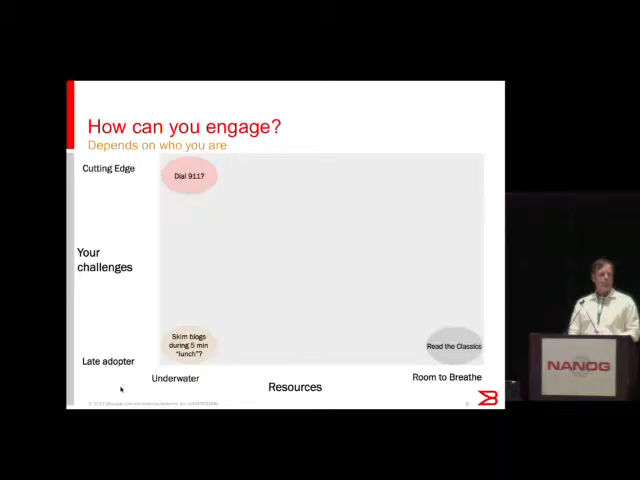 How can you engage?
Depends on who you are
Cutting Edge
Dial 911?
Your
challenges
Skim blogs
during 5 min
"lunch"?
Read the Classics
Late adopter
Underwater
Room to Breathe
Resources
NANOG